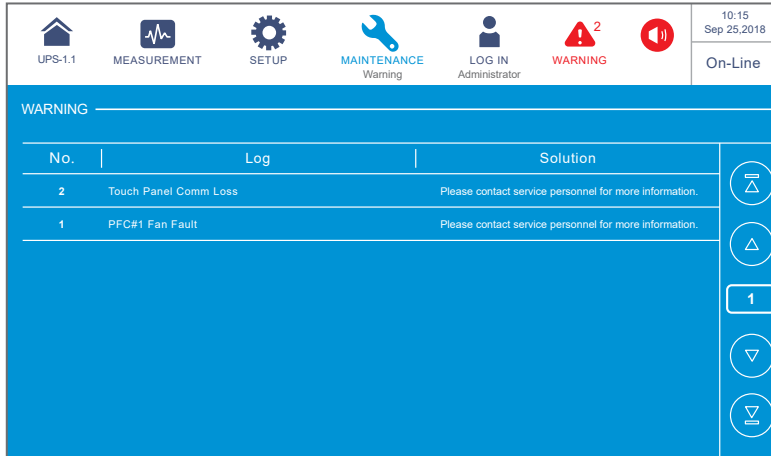 10:15
Sep 25,2018
2
UPS-1.1 MEASUREMENT SETUP MAINTENANCE LOG IN WARNING
Warning Administrator
On-Line
WARNING
No. Log Solution
2 Touch Panel Comm Loss Please contact service personnel for more information.
1 PFC#1 Fan Fault Please contact service personnel for more information.
1